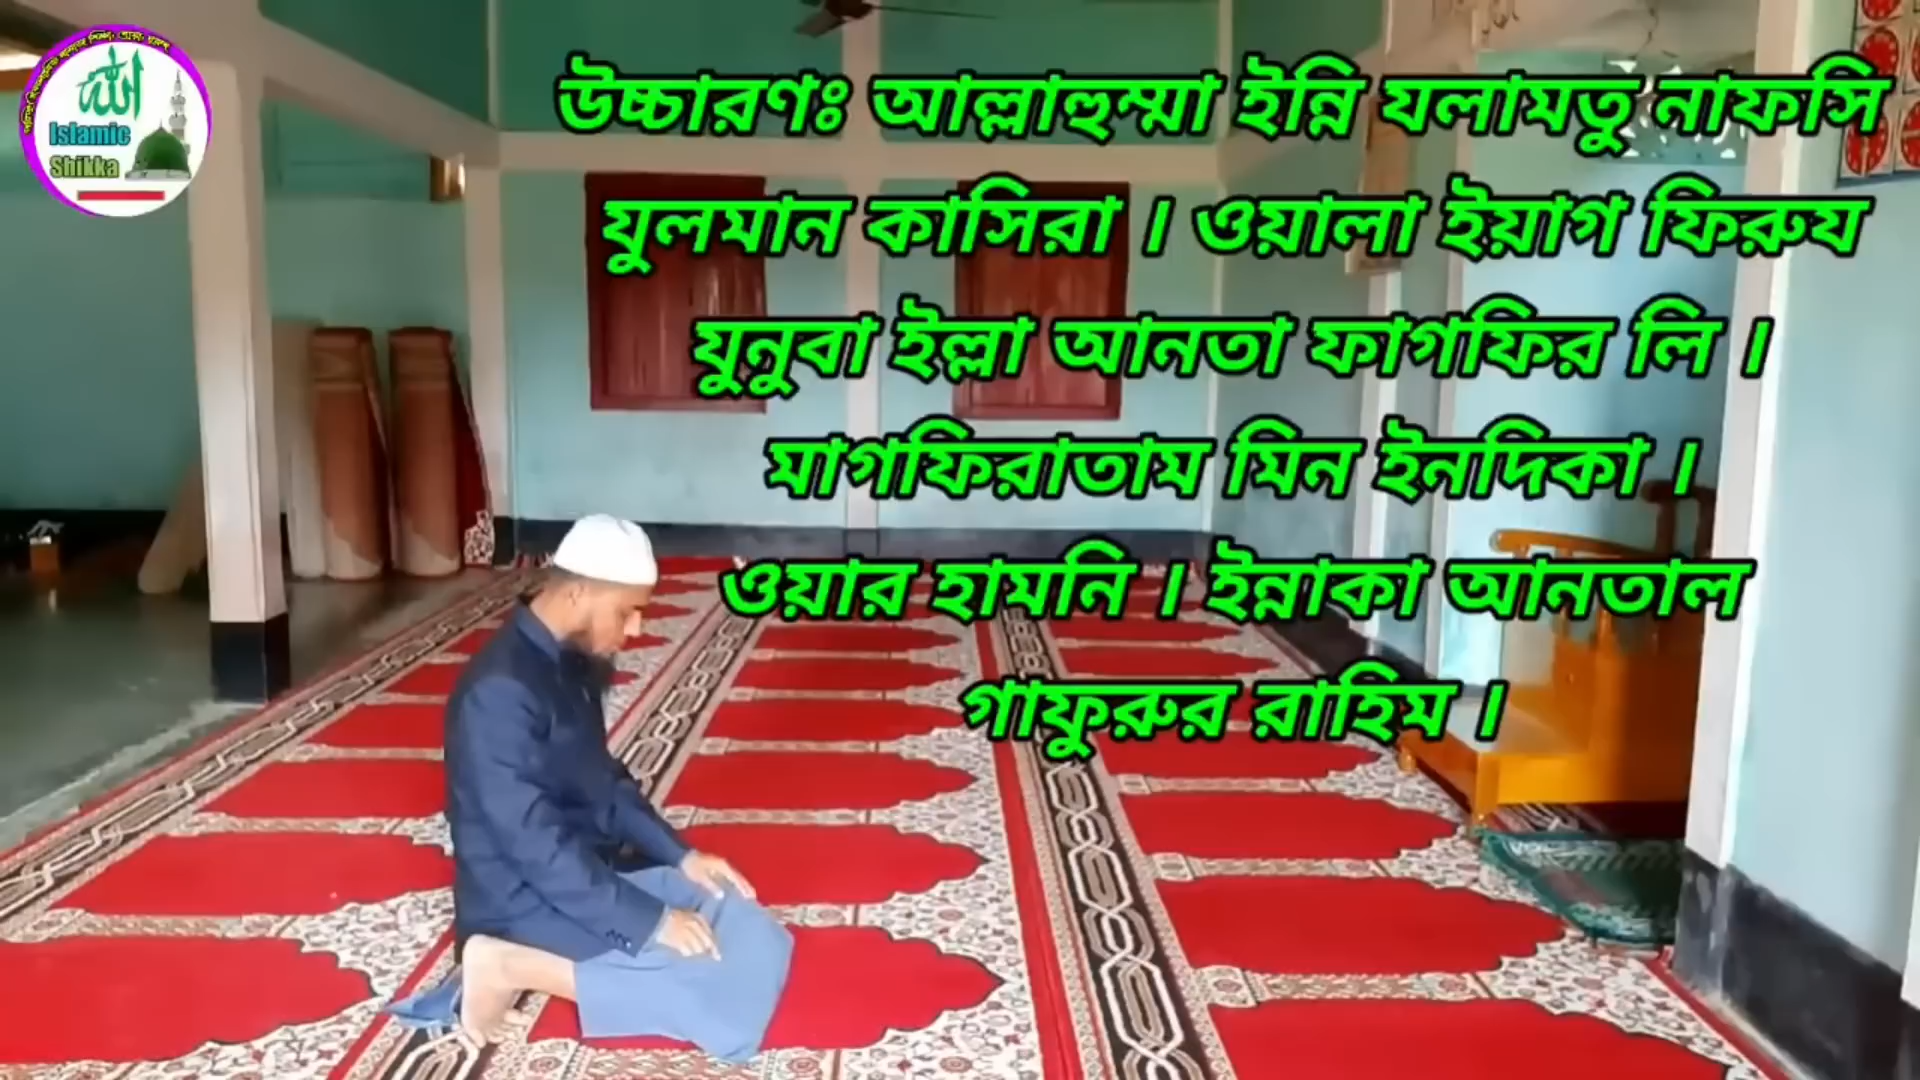 الله
Islamic
Shikka
উচ্চারণঃ আল্লাহুম্মা ইন্নি যলামতু নাফসি
যুলমান কাসিরা । ওয়ালা ইয়াগ ফিরুয
যুনুবা ইল্লা আনতা ফাগফির লি ।
মাগফিরাতাম মিন ইনদিকা ।
ওয়ার হামনি । ইন্নাকা আনতাল
গাফুরুর রাহিম ।